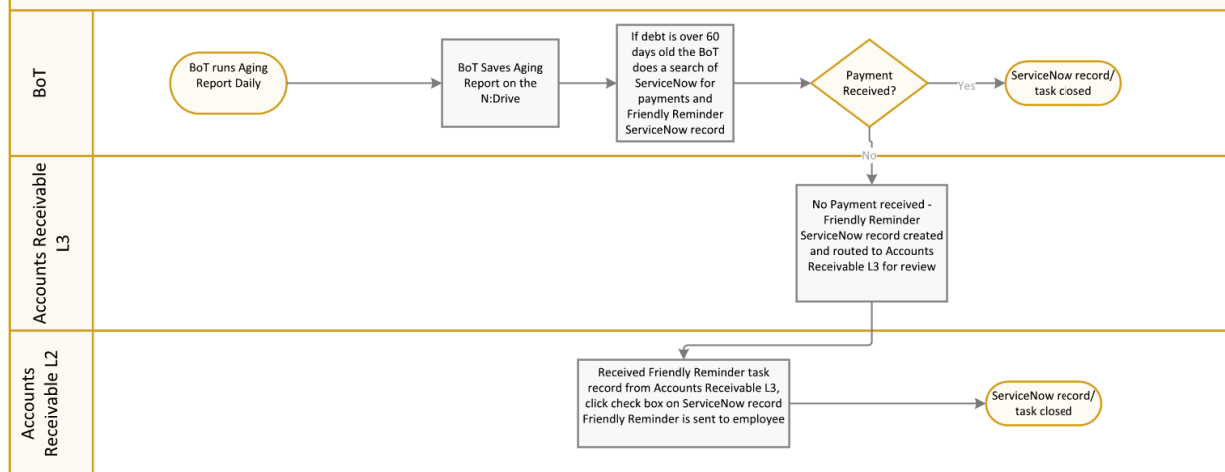 BoT
BoT runs Aging
Report Daily
BoT Saves Aging
Report on the
N:Drive
If debt is over 60
days old the BoT
does a search of
ServiceNow for
payments and
Friendly Reminder
ServiceNow record
Payment
Received?
Yes
ServiceNow record/
task closed
No
Accounts Receivable
L3
No Payment received -
Friendly Reminder
ServiceNow record created
and routed to Accounts
Receivable L3 for review
Accounts
Receivable L2
Received Friendly Reminder task
record from Accounts Receivable L3,
click check box on ServiceNow record
Friendly Reminder is sent to employee
ServiceNow record/
task closed